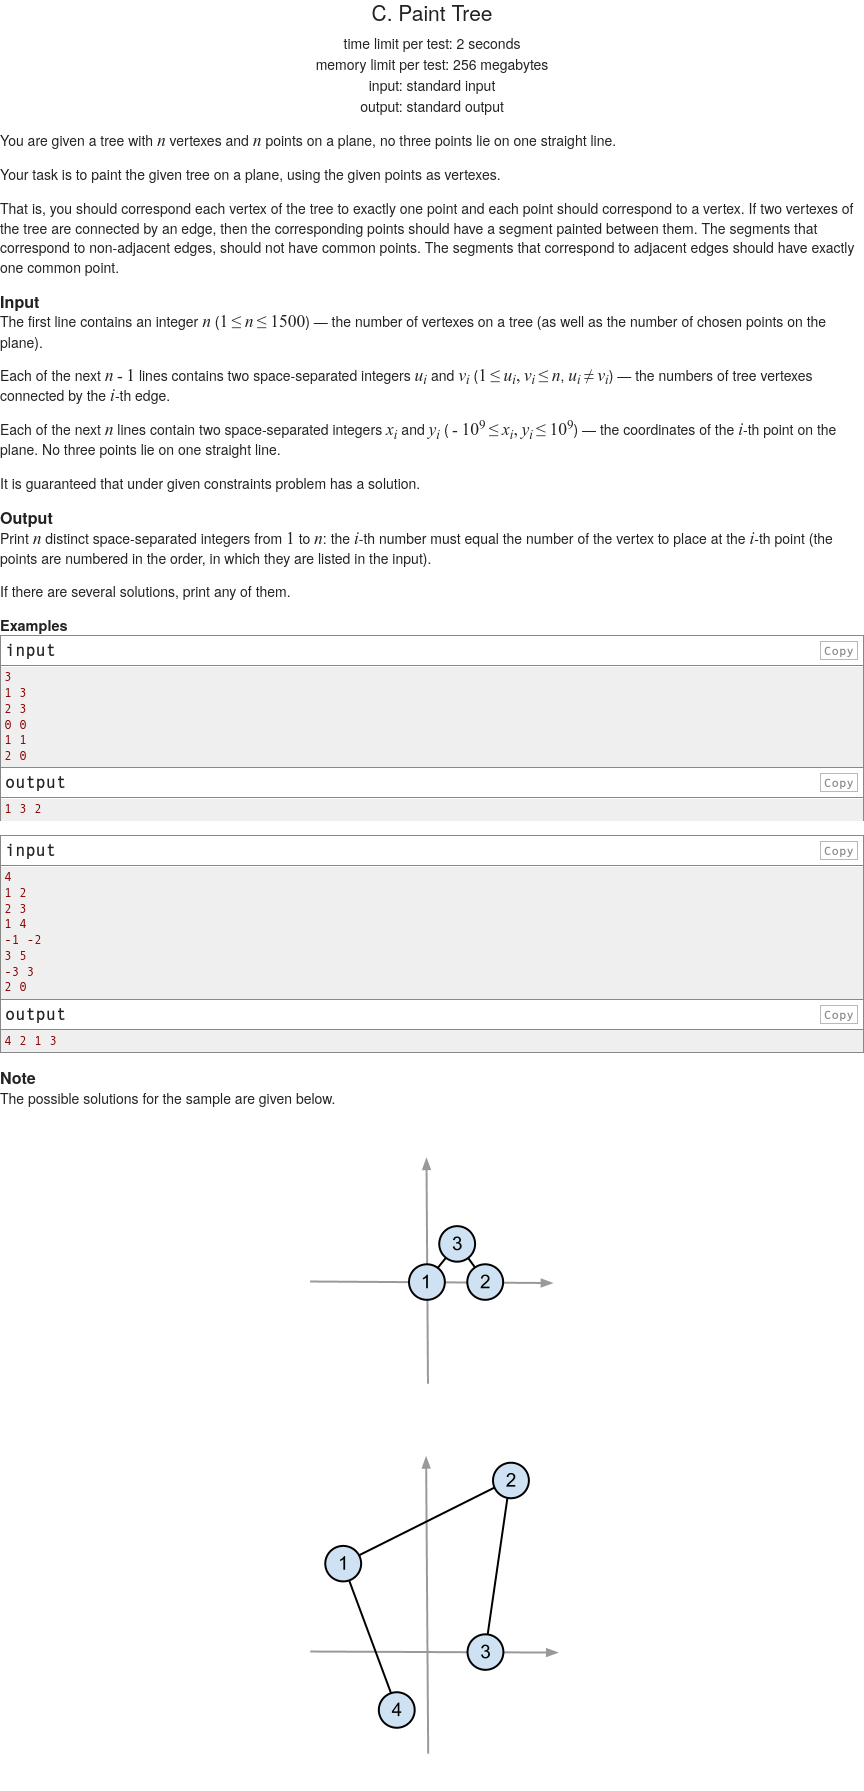 C. Paint Tree
time limit per test: 2 seconds
memory limit per test: 256 megabytes
input: standard input
output: standard output
You are given a tree with n vertexes and n points on a plane, no three points lie on one straight line.
Your task is to paint the given tree on a plane, using the given points as vertexes.
That is, you should correspond each vertex of the tree to exactly one point and each point should correspond to a vertex. If two vertexes of
the tree are connected by an edge, then the corresponding points should have a segment painted between them. The segments that
correspond to non-adjacent edges, should not have common points. The segments that correspond to adjacent edges should have exactly
one common point.
Input
The first line contains an integer n (1 ≤ n ≤ 1500) — the number of vertexes on a tree (as well as the number of chosen points on the
plane).
Each of the next n - 1 lines contains two space-separated integers u_i and v_i (1 ≤ u_i, v_i ≤ n, u_i ≠ v_i) — the numbers of tree vertexes
connected by the i-th edge.
Each of the next n lines contain two space-separated integers x_i and y_i ( - 10^9 ≤ x_i, y_i ≤ 10^9) — the coordinates of the i-th point on the
plane. No three points lie on one straight line.
It is guaranteed that under given constraints problem has a solution.
Output
Print n distinct space-separated integers from 1 to n: the i-th number must equal the number of the vertex to place at the i-th point (the
points are numbered in the order, in which they are listed in the input).
If there are several solutions, print any of them.
Examples
input Copy
3
1 3
2 3
0 0
1 1
2 0
output Copy
1 3 2
input Copy
4
1 2
2 3
1 4
-1 -2
3 5
-3 3
2 0
output Copy
4 2 1 3
Note
The possible solutions for the sample are given below.
3
1 2
2
1
3
4